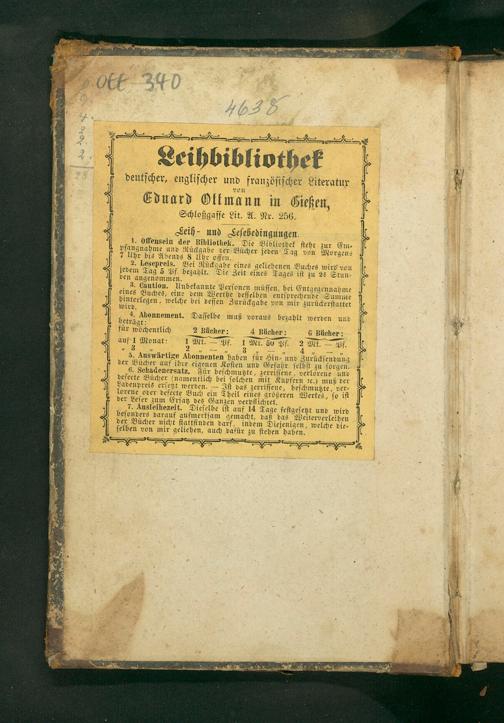 Ott 340
4638
Leihbibliothek
deutscher, englischer und französischer Literatur
von
Eduard Ottmann in Gießen,
Schloßgasse Lit. A. Nr. 256.
Leih- und Lesebedingungen.
1. Offensein der Bibliothek. Die Bibliothek steht zur Em-
pfangnahme und Rückgabe der Bücher jeden Tag von Morgens
7 Uhr bis Abends 8 Uhr offen.
2. Lesepreis. Bei Rückgabe eines geliehenen Buches wird von
jedem Tag 5 Pf. bezahlt. Die Zeit eines Tages ist zu 24 Stun-
den angenommen.
3. Caution. Unbekannte Personen müssen, bei Entgegennahme
eines Buches, eine dem Werthe desselben entsprechende Summe
hinterlegen, welche bei dessen Zurückgabe von mir zurückerstattet
wird.
4. Abonnement. Dasselbe muß voraus bezahlt werden und
beträgt:
für wöchentlich 2 Bücher: 4 Bücher: 6 Bücher:
auf 1 Monat: 1 Mk. — Pf. 1 Mk. 50 Pf. 2 Mk. — Pf.
" 3 " 2 " — " 3 " — " 4 " — "
5. Auswärtige Abonnenten haben für Hin- und Zurücksendung
der Bücher auf ihre eigenen Kosten und Gefahr selbst zu sorgen.
6. Schadenersatz. Für beschmutzte, zerrissene, verlorene und
defecte Bücher (namentlich bei solchen mit Kupfern ꝛc.) muß der
Ladenpreis ersetzt werden. — Ist das zerrissene, beschmutzte, ver-
lorene oder defecte Buch ein Theil eines größeren Werkes, so ist
der Leser zum Ersatz des Ganzen verpflichtet.
7. Ausleihezeit. Dieselbe ist auf 14 Tage festgesetzt und wird
besonders darauf aufmerksam gemacht, daß das Weiterverleihen
der Bücher nicht stattfinden darf, indem Diejenigen, welche die-
selben von mir geliehen, auch dafür zu stehen haben.